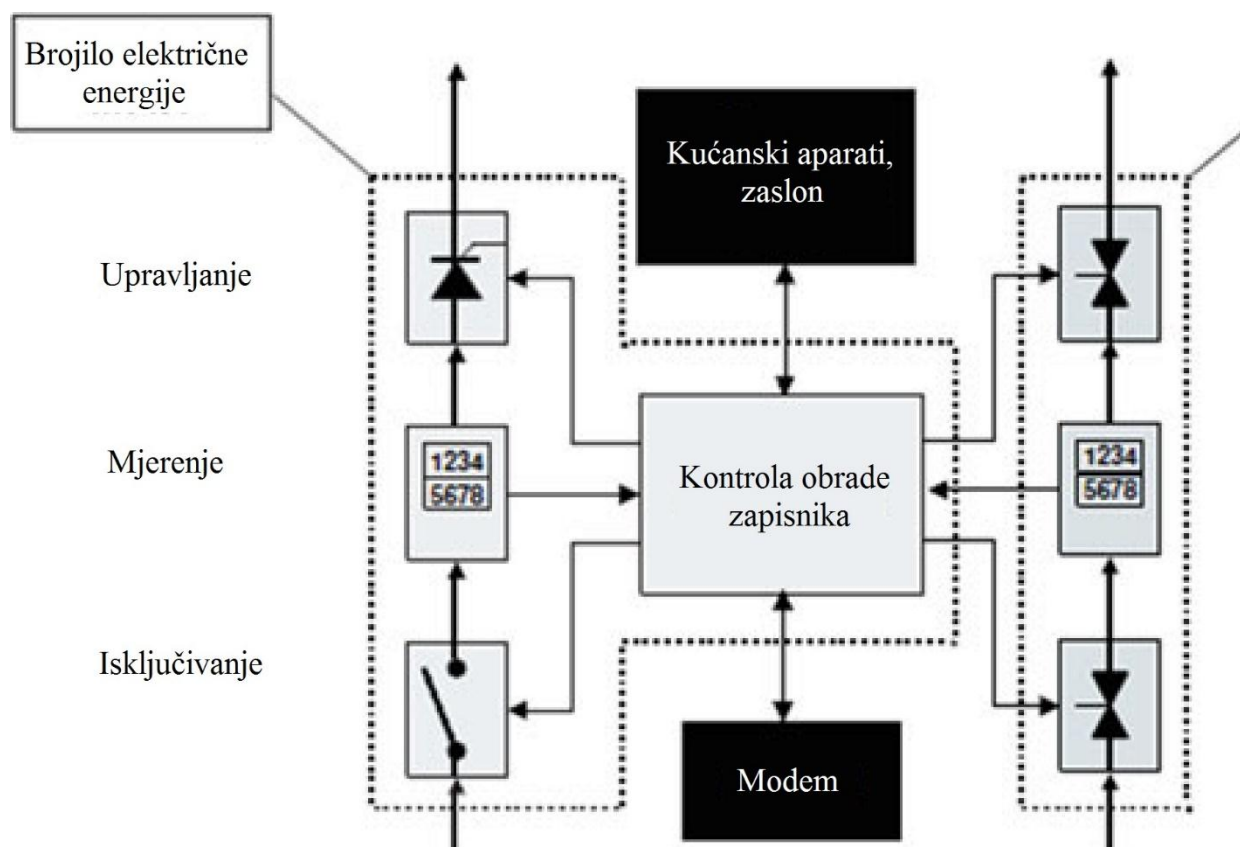 Brojilo električne
energije
Kućanski aparati,
zaslon
Upravljanje
Mjerenje
1234
5678
Kontrola obrade
zapisnika
1234
5678
Isključivanje
Modem